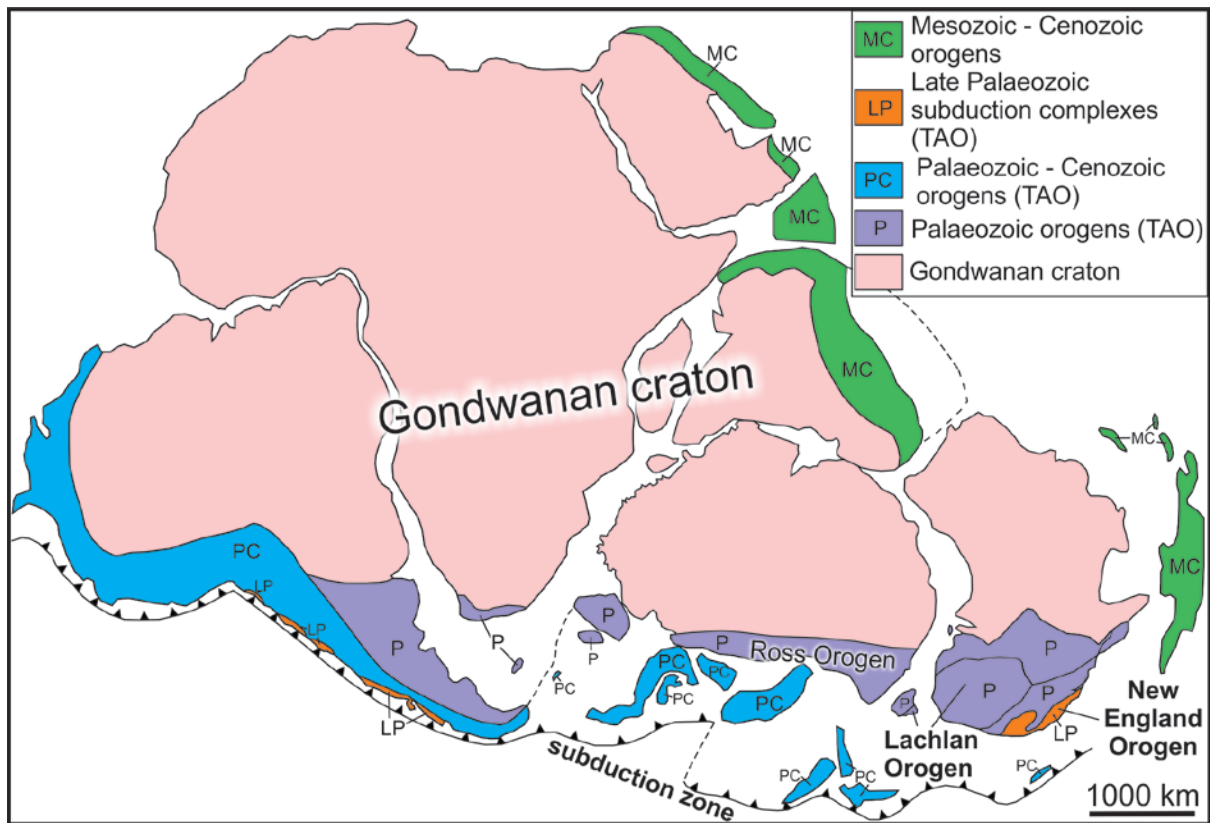 MC
Mesozoic - Cenozoic
orogens
LP
Late Palaeozoic
subduction complexes
(TAO)
PC
Palaeozoic - Cenozoic
orogens (TAO)
P
Palaeozoic orogens (TAO)
Gondwanan craton
MC
MC
MC
MC
Gondwanan craton
MC
MC
PC
LP
LP
P
LP
P
P
P
PC
P
Ross Orogen
PC
PC
PC
PC
P
P
P
P
LP
Lachlan
Orogen
New
England
Orogen
subduction zone
PC
PC
PC
1000 km